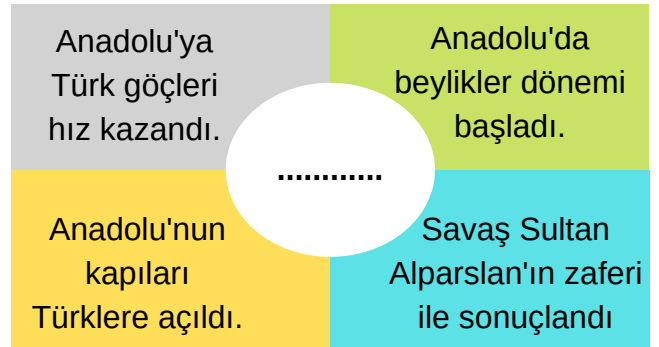 Anadolu'ya
Türk göçleri
hız kazandı.
Anadolu'da
beylikler dönemi
başladı.
............
Anadolu'nun
kapıları
Türklere açıldı.
Savaş Sultan
Alparslan'ın zaferi
ile sonuçlandı